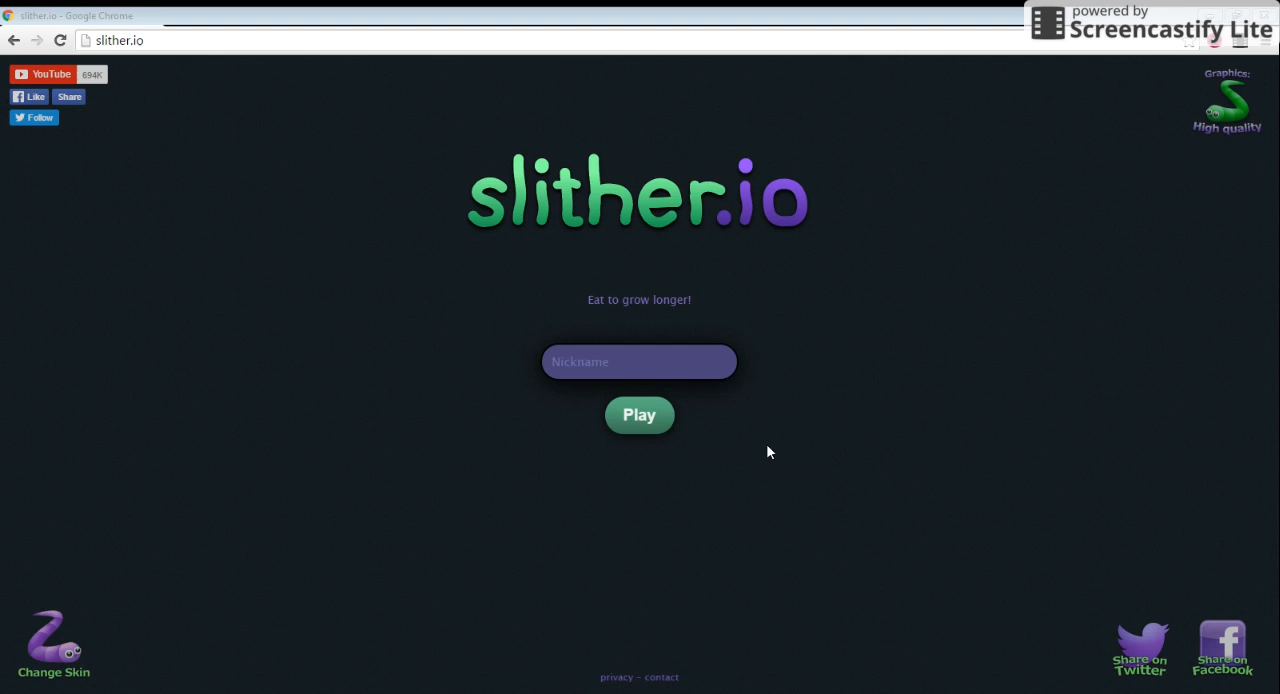 slither.io - Google Chrome
powered by
Screencastify Lite
slither.io
YouTube 694K
Like Share
Follow
Graphics:
High quality
slither.io
Eat to grow longer!
Nickname
Play
Change Skin
Share on
Twitter
Share on
Facebook
privacy - contact